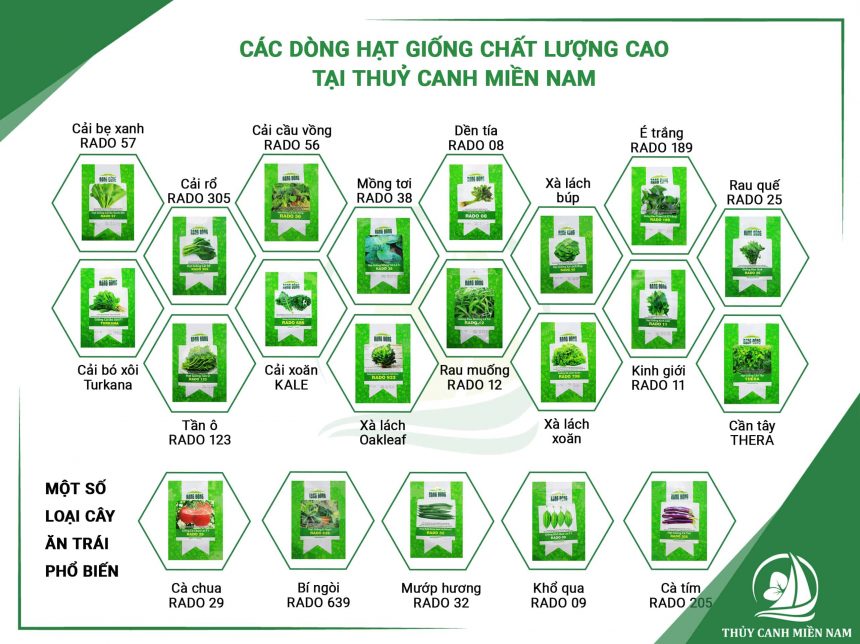 CÁC DÒNG HẠT GIỐNG CHẤT LƯỢNG CAO
TẠI THUỶ CANH MIỀN NAM
Cải bẹ xanh
RADO 57
Cải rổ
RADO 305
Cải cầu vồng
RADO 56
Mồng tơi
RADO 38
Dền tía
RADO 08
Xà lách
búp
É trắng
RADO 189
Rau quế
RADO 25
Cải bó xôi
Turkana
Tần ô
RADO 123
Cải xoăn
KALE
Xà lách
Oakleaf
Rau muống
RADO 12
Xà lách
xoăn
Kinh giới
RADO 11
Cần tây
THERA
MỘT SỐ
LOẠI CÂY
ĂN TRÁI
PHỔ BIẾN
Cà chua
RADO 29
Bí ngòi
RADO 639
Mướp hương
RADO 32
Khổ qua
RADO 09
Cà tím
RADO 205
THỦY CANH MIỀN NAM